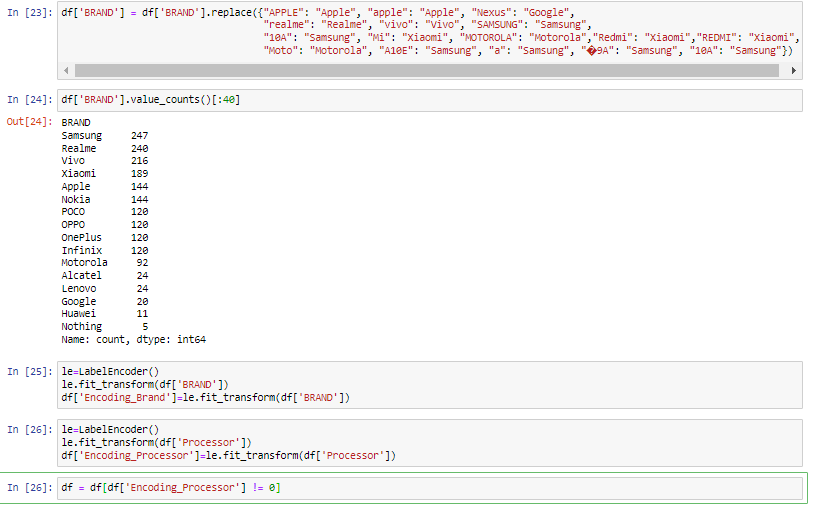 In [23]: df['BRAND'] = df['BRAND'].replace({"APPLE": "Apple", "apple": "Apple", "Nexus": "Google",
"realme": "Realme", "vivo": "Vivo", "SAMSUNG": "Samsung",
"10A": "Samsung", "Mi": "Xiaomi", "MOTOROLA": "Motorola","Redmi": "Xiaomi","REDMI": "Xiaomi",
"Moto": "Motorola", "A10E": "Samsung", "a": "Samsung", "�9A": "Samsung", "10A": "Samsung"})
In [24]: df['BRAND'].value_counts()[:40]
Out[24]: BRAND
Samsung 247
Realme 240
Vivo 216
Xiaomi 189
Apple 144
Nokia 144
POCO 120
OPPO 120
OnePlus 120
Infinix 120
Motorola 92
Alcatel 24
Lenovo 24
Google 20
Huawei 11
Nothing 5
Name: count, dtype: int64
In [25]: le=LabelEncoder()
le.fit_transform(df['BRAND'])
df['Encoding_Brand']=le.fit_transform(df['BRAND'])
In [26]: le=LabelEncoder()
le.fit_transform(df['Processor'])
df['Encoding_Processor']=le.fit_transform(df['Processor'])
In [26]: df = df[df['Encoding_Processor'] != 0]